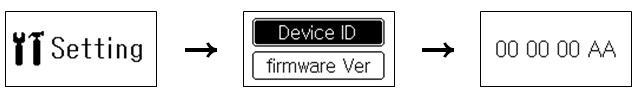 Setting
Device ID
firmware Ver
00 00 00 AA